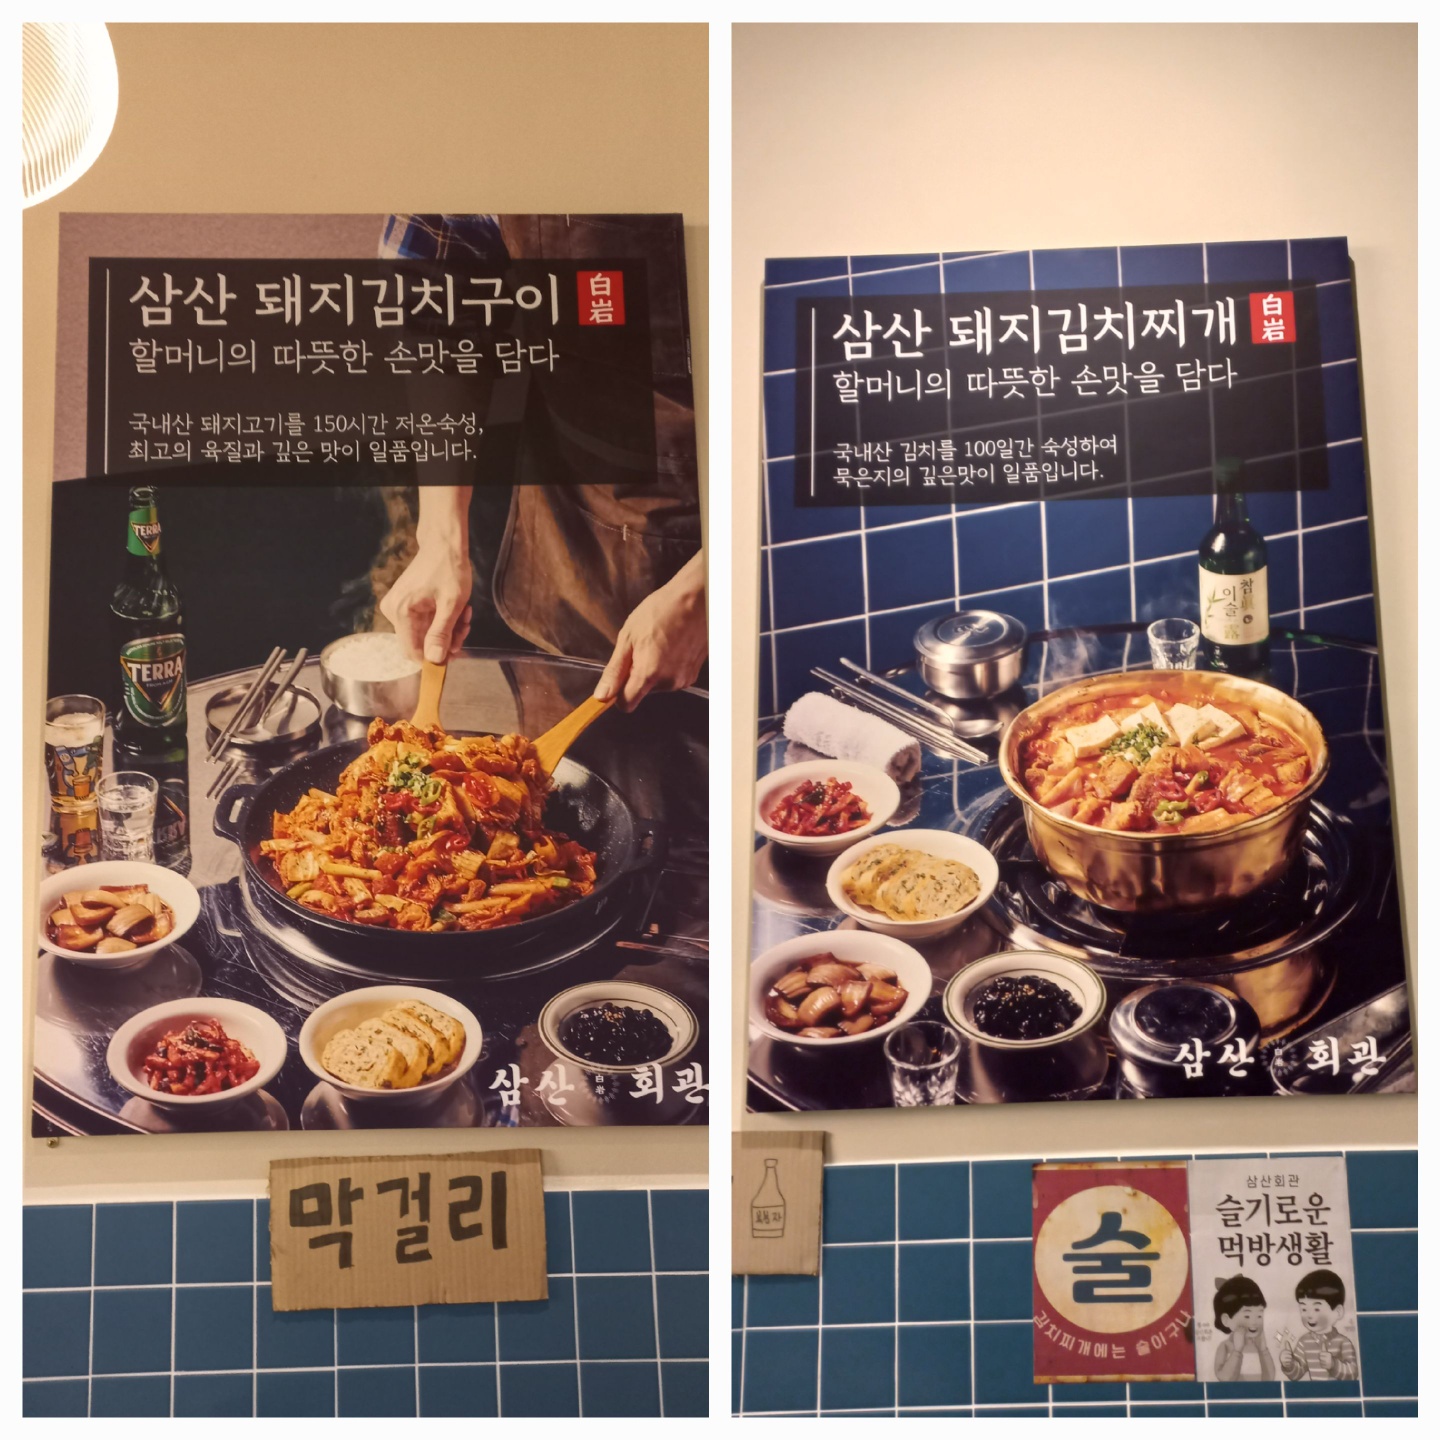 삼산 돼지김치구이
白岩
할머니의 따뜻한 손맛을 담다
국내산 돼지고기를 150시간 저온숙성,
최고의 육질과 깊은 맛이 일품입니다.
TERRA
TERRA
삼산 白岩 회관
막걸리
삼산 돼지김치찌개
白岩
할머니의 따뜻한 손맛을 담다
국내산 김치를 100일간 숙성하여
묵은지의 깊은맛이 일품입니다.
참
이슬
삼산 회관
술
김치찌개에는 술이구나
삼산회관
슬기로운
먹방생활